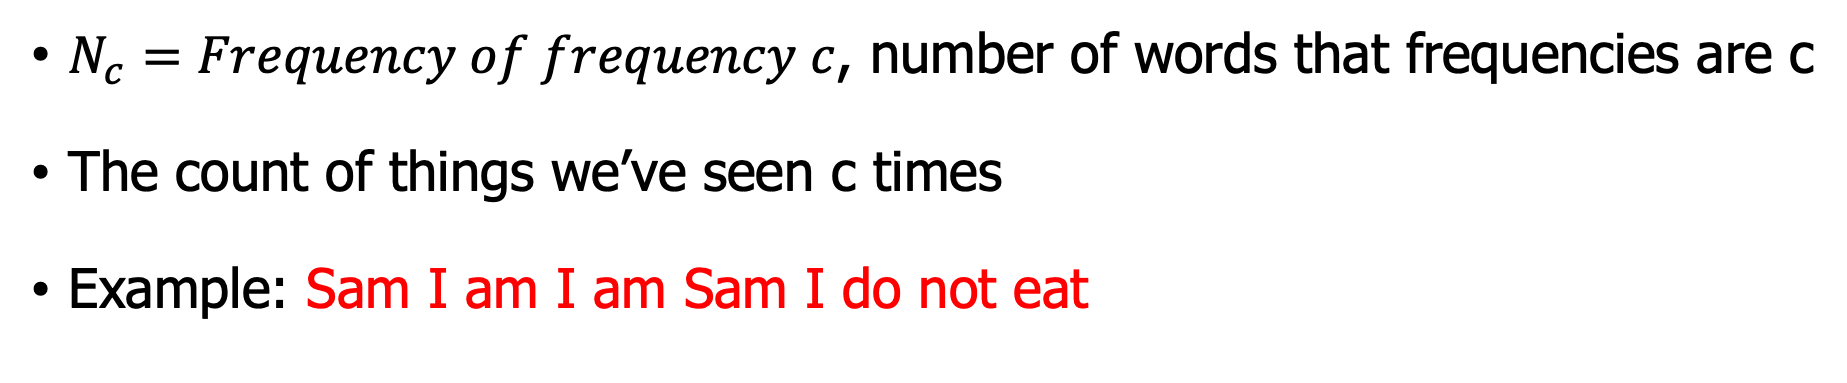 • N_c = Frequency of frequency c, number of words that frequencies are c
• The count of things we’ve seen c times
• Example: Sam I am I am Sam I do not eat